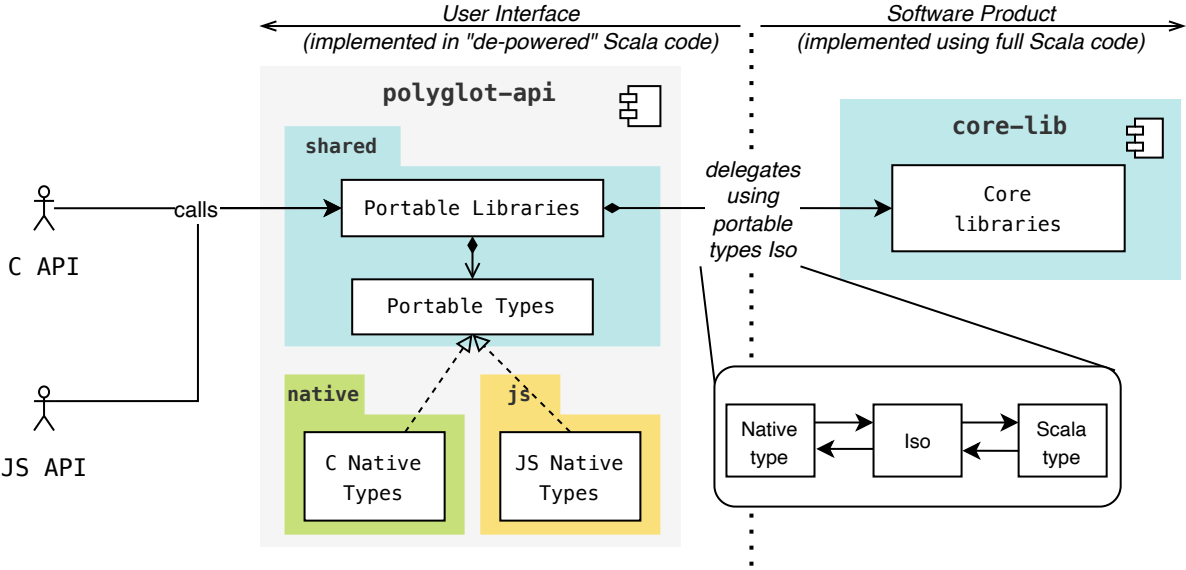 User Interface
(implemented in "de-powered" Scala code)
Software Product
(implemented using full Scala code)
polyglot-api
core-lib
shared
Portable Libraries
Portable Types
calls
C API
JS API
delegates
using
portable
types Iso
Core
libraries
native
js
C Native
Types
JS Native
Types
Native
type
Iso
Scala
type